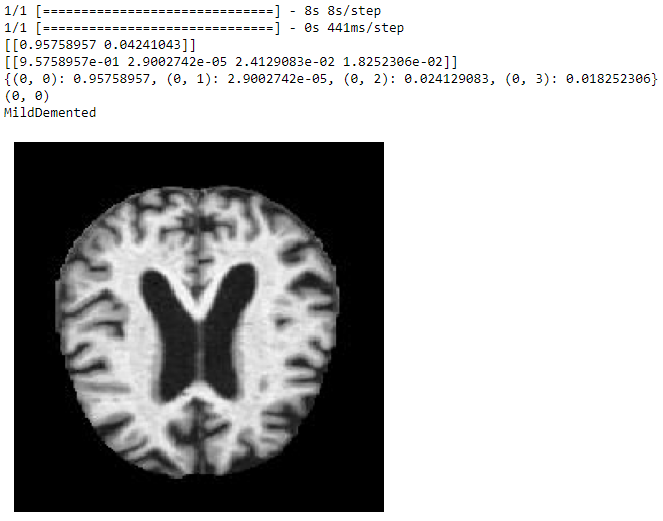 1/1 [==============================] - 8s 8s/step
1/1 [==============================] - 0s 441ms/step
[[0.95758957 0.04241043]]
[[9.5758957e-01 2.9002742e-05 2.4129083e-02 1.8252306e-02]]
{(0, 0): 0.95758957, (0, 1): 2.9002742e-05, (0, 2): 0.024129083, (0, 3): 0.018252306}
(0, 0)
MildDemented